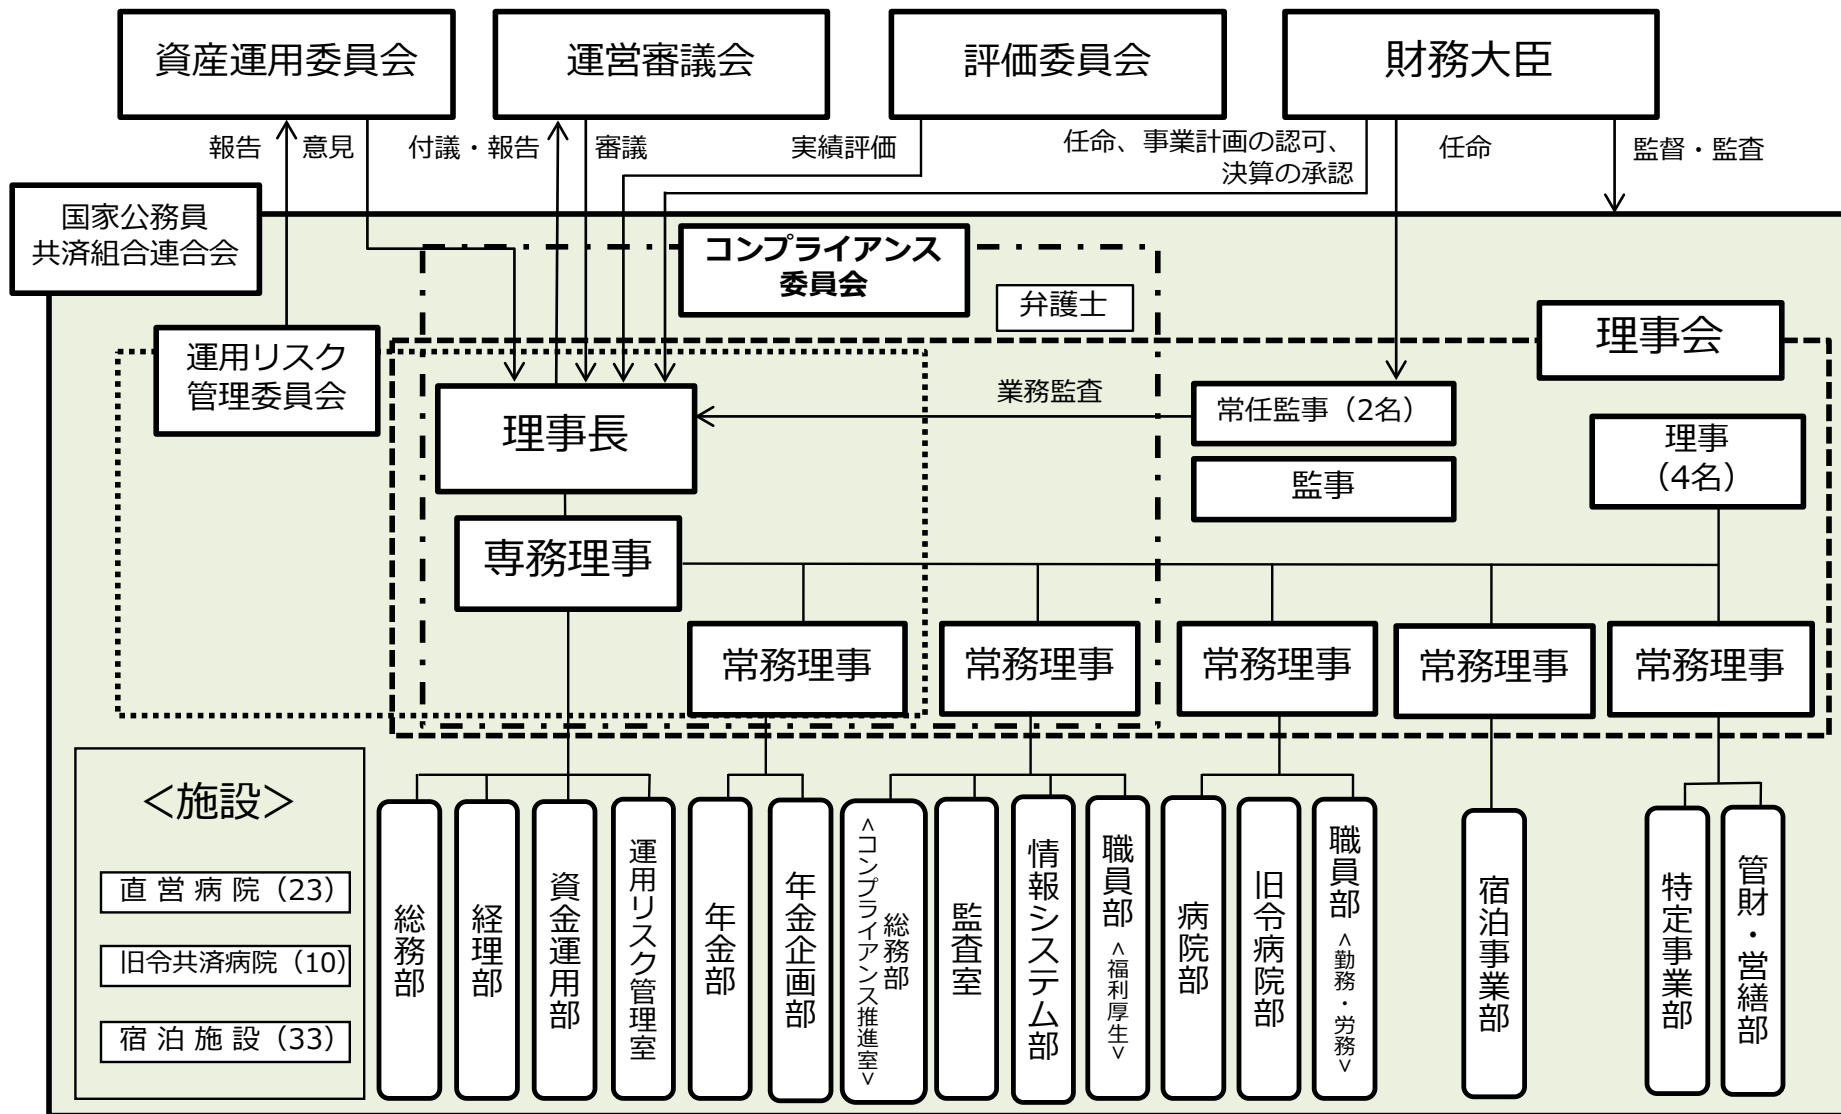 資産運用委員会
運営審議会
評価委員会
財務大臣
報告
意見
付議・報告
審議
実績評価
任命、事業計画の認可、
決算の承認
任命
監督・監査
国家公務員
共済組合連合会
コンプライアンス
委員会
弁護士
理事会
運用リスク
管理委員会
理事長
業務監査
常任監事（2名）
監事
理事
（4名）
専務理事
常務理事
常務理事
常務理事
常務理事
常務理事
＜施設＞
直営病院（23）
旧令共済病院（10）
宿泊施設（33）
総務部
経理部
資金運用部
運用リスク管理室
年金部
年金企画部
総務部
＜コンプライアンス推進室＞
監査室
情報システム部
職員部＜福利厚生＞
病院部
旧令病院部
職員部＜勤務・労務＞
宿泊事業部
特定事業部
管財・営繕部